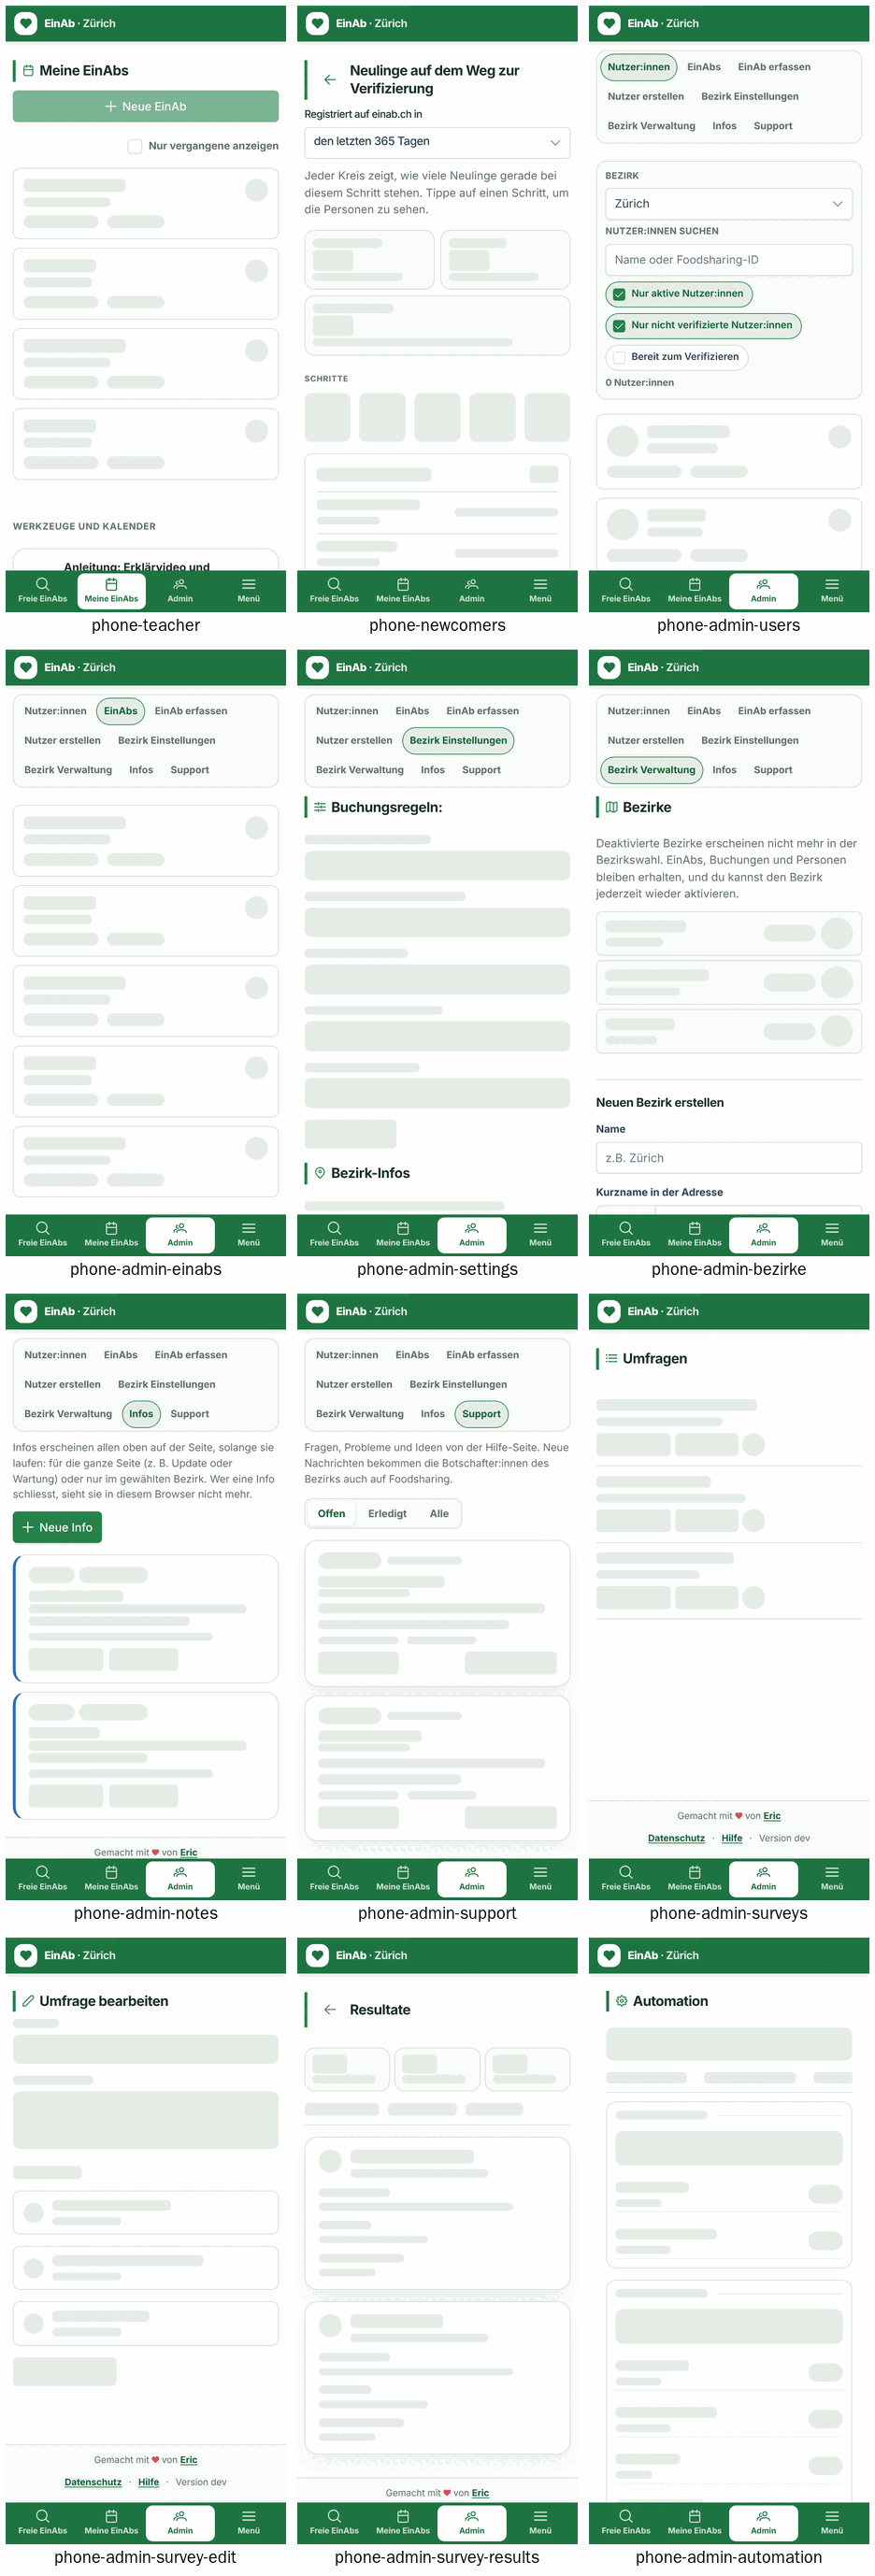 EinAb · Zürich
Meine EinAbs
+ Neue EinAb
Nur vergangene anzeigen
WERKZEUGE UND KALENDER
Anleitung: Erklärvideo und
Freie EinAbs Meine EinAbs Admin Menü
phone-teacher
EinAb · Zürich
Neulinge auf dem Weg zur
Verifizierung
Registriert auf einab.ch in
den letzten 365 Tagen
Jeder Kreis zeigt, wie viele Neulinge gerade bei
diesem Schritt stehen. Tippe auf einen Schritt, um
die Personen zu sehen.
SCHRITTE
Freie EinAbs Meine EinAbs Admin Menü
phone-newcomers
EinAb · Zürich
Nutzer:innen EinAbs EinAb erfassen
Nutzer erstellen Bezirk Einstellungen
Bezirk Verwaltung Infos Support
BEZIRK
Zürich
NUTZER:INNEN SUCHEN
Name oder Foodsharing-ID
Nur aktive Nutzer:innen
Nur nicht verifizierte Nutzer:innen
Bereit zum Verifizieren
0 Nutzer:innen
Freie EinAbs Meine EinAbs Admin Menü
phone-admin-users
EinAb · Zürich
Nutzer:innen EinAbs EinAb erfassen
Nutzer erstellen Bezirk Einstellungen
Bezirk Verwaltung Infos Support
Freie EinAbs Meine EinAbs Admin Menü
phone-admin-einabs
EinAb · Zürich
Nutzer:innen EinAbs EinAb erfassen
Nutzer erstellen Bezirk Einstellungen
Bezirk Verwaltung Infos Support
Buchungsregeln:
Bezirk-Infos
Freie EinAbs Meine EinAbs Admin Menü
phone-admin-settings
EinAb · Zürich
Nutzer:innen EinAbs EinAb erfassen
Nutzer erstellen Bezirk Einstellungen
Bezirk Verwaltung Infos Support
Bezirke
Deaktivierte Bezirke erscheinen nicht mehr in der
Bezirkswahl. EinAbs, Buchungen und Personen
bleiben erhalten, und du kannst den Bezirk
jederzeit wieder aktivieren.
Neuen Bezirk erstellen
Name
z.B. Zürich
Kurzname in der Adresse
Freie EinAbs Meine EinAbs Admin Menü
phone-admin-bezirke
EinAb · Zürich
Nutzer:innen EinAbs EinAb erfassen
Nutzer erstellen Bezirk Einstellungen
Bezirk Verwaltung Infos Support
Infos erscheinen allen oben auf der Seite, solange sie
laufen: für die ganze Seite (z. B. Update oder
Wartung) oder nur im gewählten Bezirk. Wer eine Info
schliesst, sieht sie in diesem Browser nicht mehr.
+ Neue Info
Gemacht mit ♥ von Eric
Freie EinAbs Meine EinAbs Admin Menü
phone-admin-notes
EinAb · Zürich
Nutzer:innen EinAbs EinAb erfassen
Nutzer erstellen Bezirk Einstellungen
Bezirk Verwaltung Infos Support
Fragen, Probleme und Ideen von der Hilfe-Seite. Neue
Nachrichten bekommen die Botschafter:innen des
Bezirks auch auf Foodsharing.
Offen Erledigt Alle
Freie EinAbs Meine EinAbs Admin Menü
phone-admin-support
EinAb · Zürich
Umfragen
Gemacht mit ♥ von Eric
Datenschutz · Hilfe · Version dev
Freie EinAbs Meine EinAbs Admin Menü
phone-admin-surveys
EinAb · Zürich
Umfrage bearbeiten
Gemacht mit ♥ von Eric
Datenschutz · Hilfe · Version dev
Freie EinAbs Meine EinAbs Admin Menü
phone-admin-survey-edit
EinAb · Zürich
Resultate
Gemacht mit ♥ von Eric
Freie EinAbs Meine EinAbs Admin Menü
phone-admin-survey-results
EinAb · Zürich
Automation
Freie EinAbs Meine EinAbs Admin Menü
phone-admin-automation